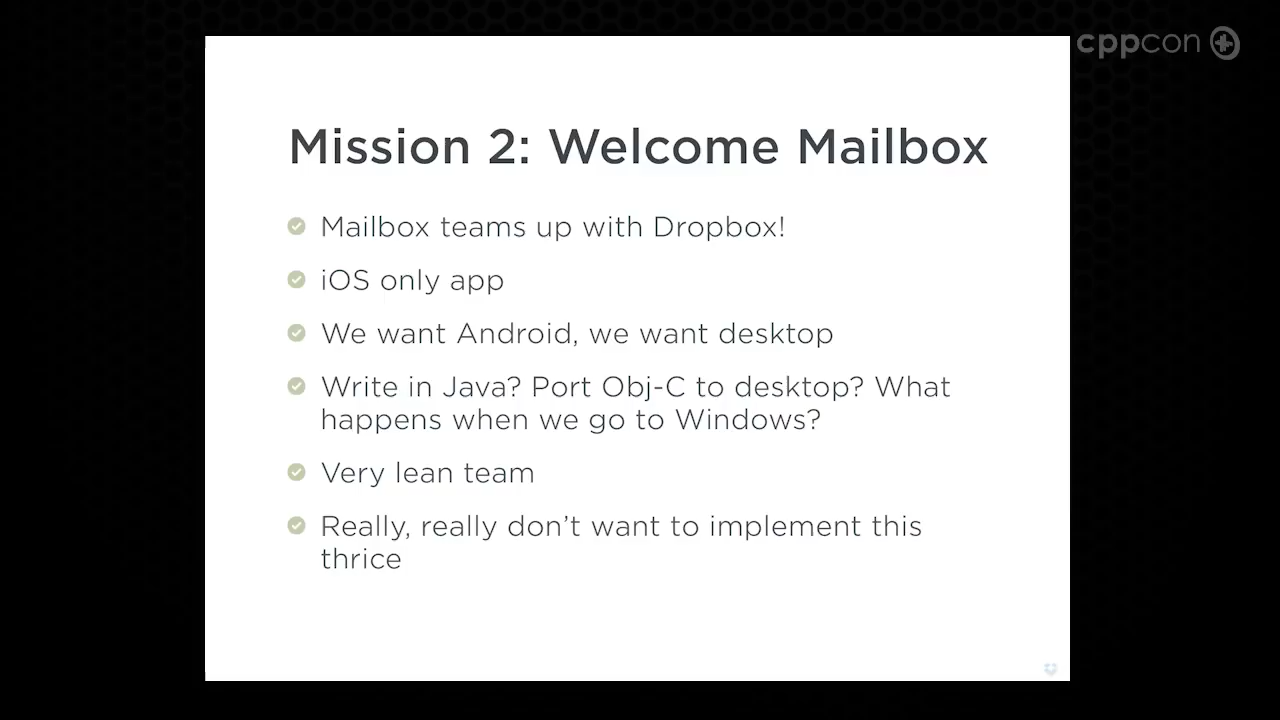 cppcon
Mission 2: Welcome Mailbox
Mailbox teams up with Dropbox!
iOS only app
We want Android, we want desktop
Write in Java? Port Obj-C to desktop? What
happens when we go to Windows?
Very lean team
Really, really don’t want to implement this
thrice